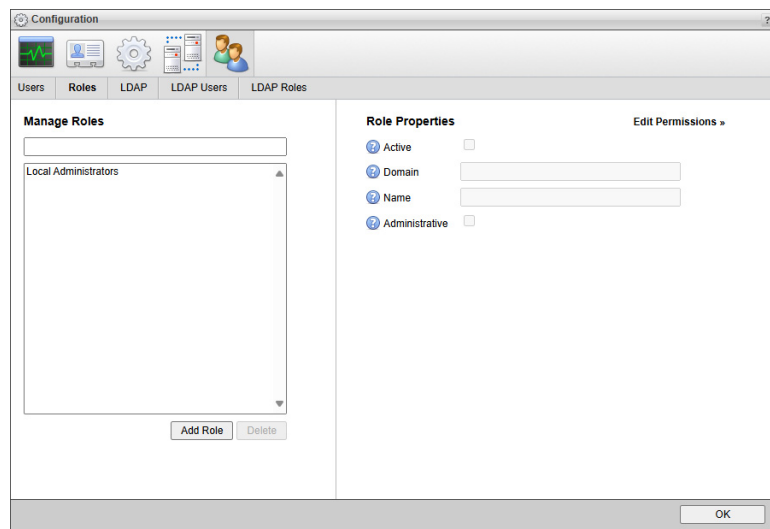 Configuration
?
Users Roles LDAP LDAP Users LDAP Roles
Manage Roles
Local Administrators
Add Role Delete
Role Properties Edit Permissions »
? Active
? Domain
? Name
? Administrative
OK